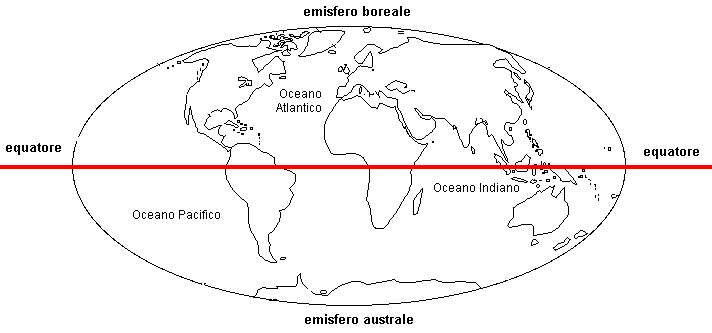 emisfero boreale
Oceano
Atlantico
equatore
equatore
Oceano Indiano
Oceano Pacifico
emisfero australe